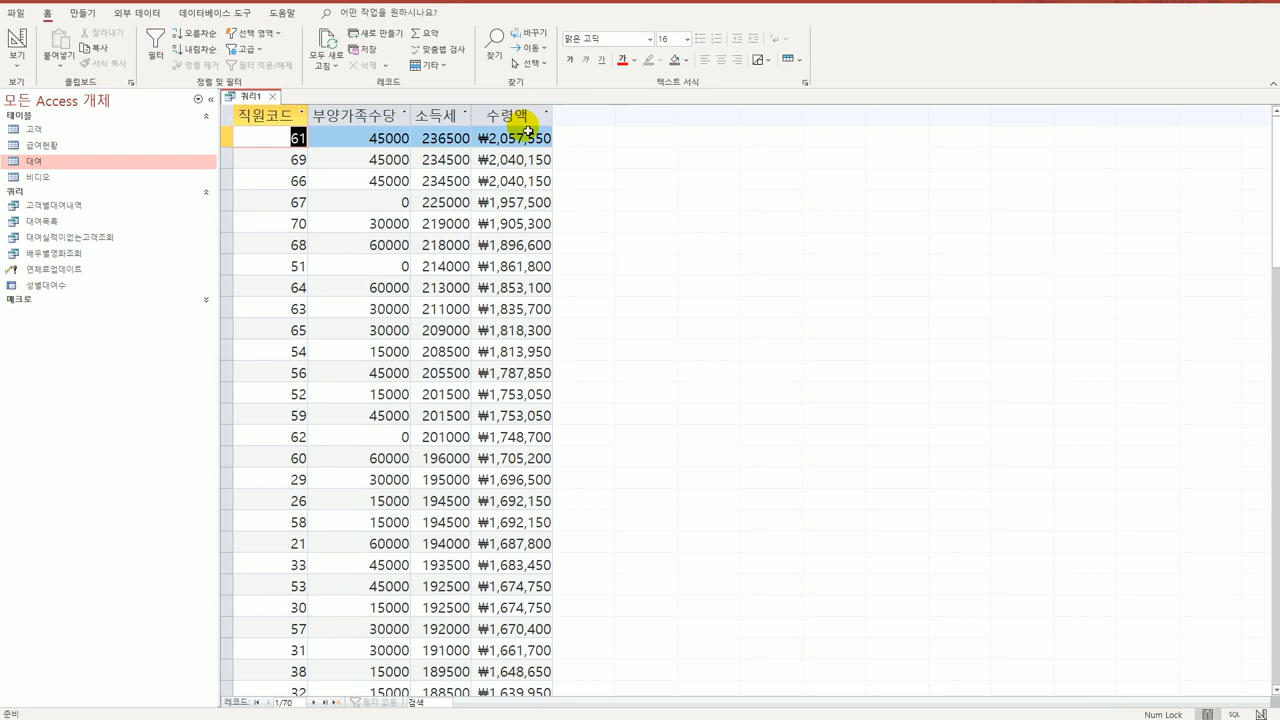 파일 홈 만들기 외부 데이터 데이터베이스 도구 도움말 어떤 작업을 원하시나요?
보기
보기
붙여넣기
잘라내기
복사
서식 복사
클립보드
필터
오름차순
내림차순
정렬 제거
선택 영역
고급
필터 적용/해제
정렬 및 필터
모두 새로 고침
새로 만들기
저장
삭제
요약
맞춤법 검사
기타
레코드
찾기
바꾸기
이동
선택
찾기
맑은 고딕 16
가 가 가 가
텍스트 서식
모든 Access 개체
테이블
고객
급여현황
대여
비디오
쿼리
고객별대여내역
대여목록
대여실적이없는고객조회
배우별영화조회
연체료업데이트
성별대여수
매크로
쿼리1
직원코드 부양가족수당 소득세 수령액
61 45000 236500 ₩2,057,550
69 45000 234500 ₩2,040,150
66 45000 234500 ₩2,040,150
67 0 225000 ₩1,957,500
70 30000 219000 ₩1,905,300
68 60000 218000 ₩1,896,600
51 0 214000 ₩1,861,800
64 60000 213000 ₩1,853,100
63 30000 211000 ₩1,835,700
65 30000 209000 ₩1,818,300
54 15000 208500 ₩1,813,950
56 45000 205500 ₩1,787,850
52 15000 201500 ₩1,753,050
59 45000 201500 ₩1,753,050
62 0 201000 ₩1,748,700
60 60000 196000 ₩1,705,200
29 30000 195000 ₩1,696,500
26 15000 194500 ₩1,692,150
58 15000 194500 ₩1,692,150
21 60000 194000 ₩1,687,800
33 45000 193500 ₩1,683,450
53 45000 192500 ₩1,674,750
30 15000 192500 ₩1,674,750
57 30000 192000 ₩1,670,400
31 30000 191000 ₩1,661,700
38 15000 189500 ₩1,648,650
32 15000 188500 ₩1,639,950
레코드: 1/70 필터 없음 검색
준비 Num Lock SQL